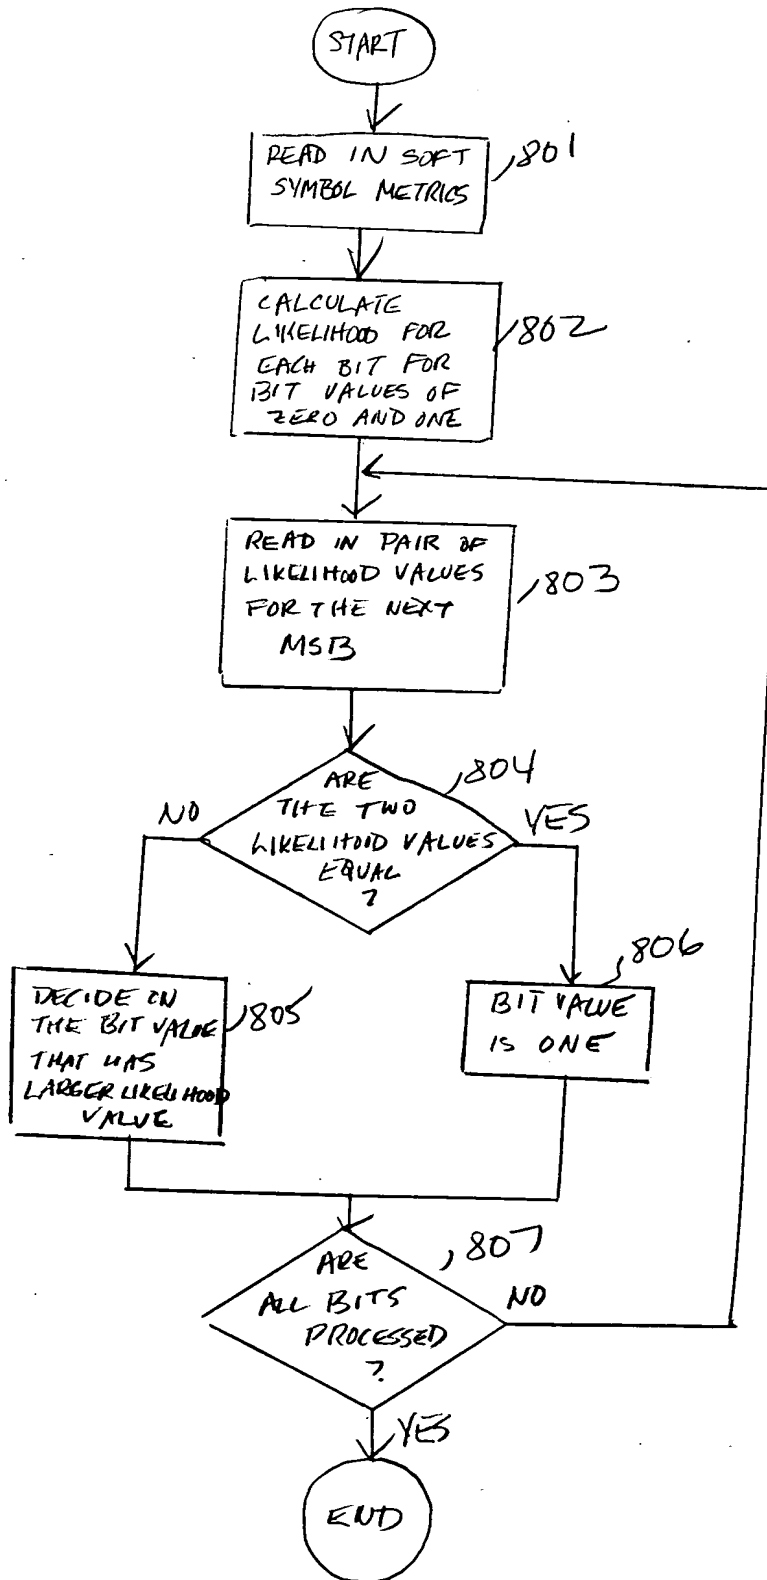 START
READ IN SOFT
SYMBOL METRICS
801
CALCULATE
LIKELIHOOD FOR
EACH BIT FOR
BIT VALUES OF
ZERO AND ONE
802
READ IN PAIR OF
LIKELIHOOD VALUES
FOR THE NEXT
MSB
803
804
ARE
THE TWO
LIKELIHOOD VALUES
EQUAL
?
NO
YES
DECIDE ON
THE BIT VALUE
THAT HAS
LARGER LIKELIHOOD
VALUE
805
806
BIT VALUE
IS ONE
807
ARE
ALL BITS
PROCESSED
?
NO
YES
END